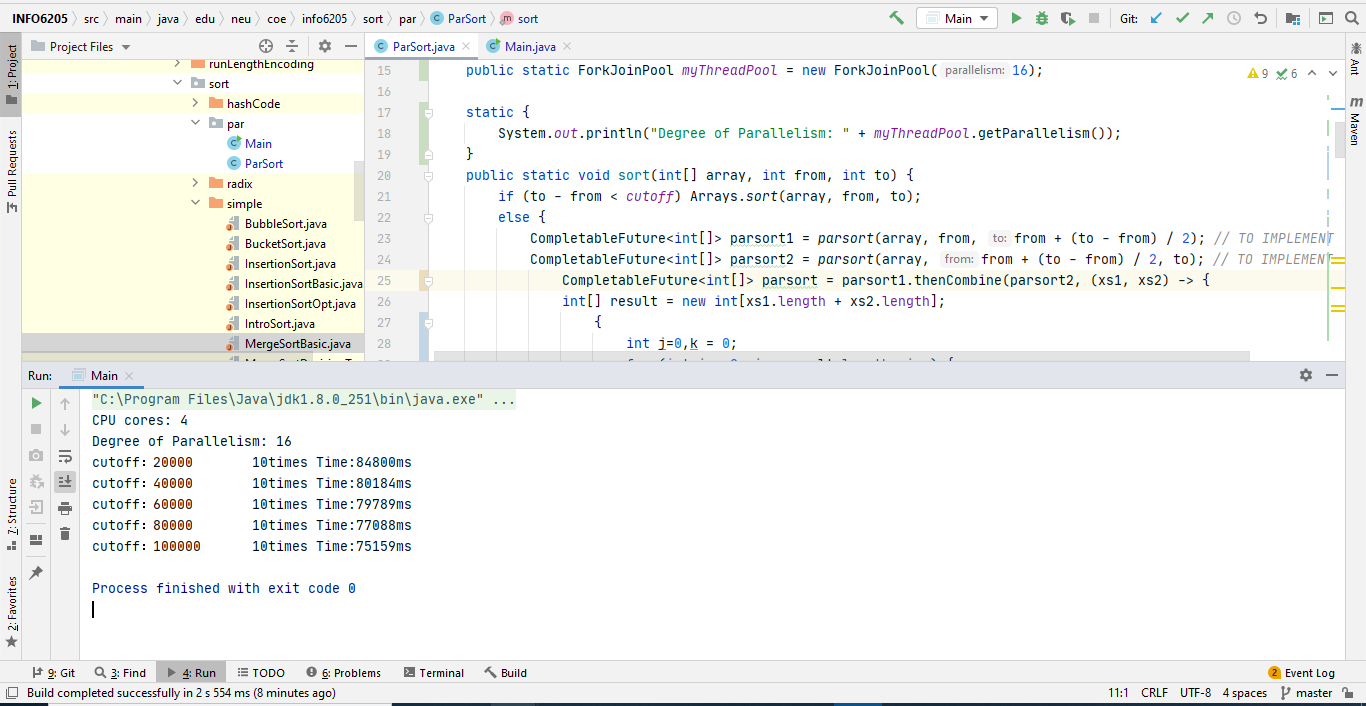 INFO6205 src main java edu neu coe info6205 sort par ParSort sort Main Git:
1: Project
Pull Requests
7: Structure
2: Favorites
Project Files
runLengthEncoding
sort
hashCode
par
Main
ParSort
radix
simple
BubbleSort.java
BucketSort.java
InsertionSort.java
InsertionSortBasic.java
InsertionSortOpt.java
IntroSort.java
MergeSortBasic.java
ParSort.java Main.java
9 6
15 public static ForkJoinPool myThreadPool = new ForkJoinPool( parallelism: 16);
16
17 static {
18 System.out.println("Degree of Parallelism: " + myThreadPool.getParallelism());
19 }
20 public static void sort(int[] array, int from, int to) {
21 if (to - from < cutoff) Arrays.sort(array, from, to);
22 else {
23 CompletableFuture<int[]> parsort1 = parsort(array, from, to: from + (to - from) / 2); // TO IMPLEMENT
24 CompletableFuture<int[]> parsort2 = parsort(array, from: from + (to - from) / 2, to); // TO IMPLEMENT
25 CompletableFuture<int[]> parsort = parsort1.thenCombine(parsort2, (xs1, xs2) -> {
26 int[] result = new int[xs1.length + xs2.length];
27 {
28 int j=0,k = 0;
Ant
m
Maven
Run: Main
"C:\Program Files\Java\jdk1.8.0_251\bin\java.exe" ...
CPU cores: 4
Degree of Parallelism: 16
cutoff: 20000 10times Time:84800ms
cutoff: 40000 10times Time:80184ms
cutoff: 60000 10times Time:79789ms
cutoff: 80000 10times Time:77088ms
cutoff: 100000 10times Time:75159ms
Process finished with exit code 0
9: Git 3: Find 4: Run TODO 6: Problems Terminal Build 2 Event Log
Build completed successfully in 2 s 554 ms (8 minutes ago) 11:1 CRLF UTF-8 4 spaces master